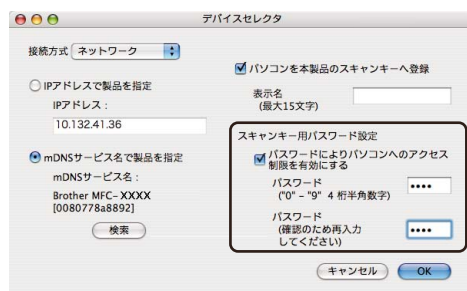 デバイスセレクタ
接続方式 ネットワーク
IPアドレスで製品を指定
IPアドレス：
10.132.41.36
mDNSサービス名で製品を指定
mDNSサービス名：
Brother MFC-XXXX
[0080778a8892]
検索
パソコンを本製品のスキャンキーへ登録
表示名
(最大15文字)
スキャンキー用パスワード設定
パスワードによりパソコンへのアクセス
制限を有効にする
パスワード
("0" – "9" 4 桁半角数字)
••••
パスワード
(確認のため再入力
してください)
••••
キャンセル
OK